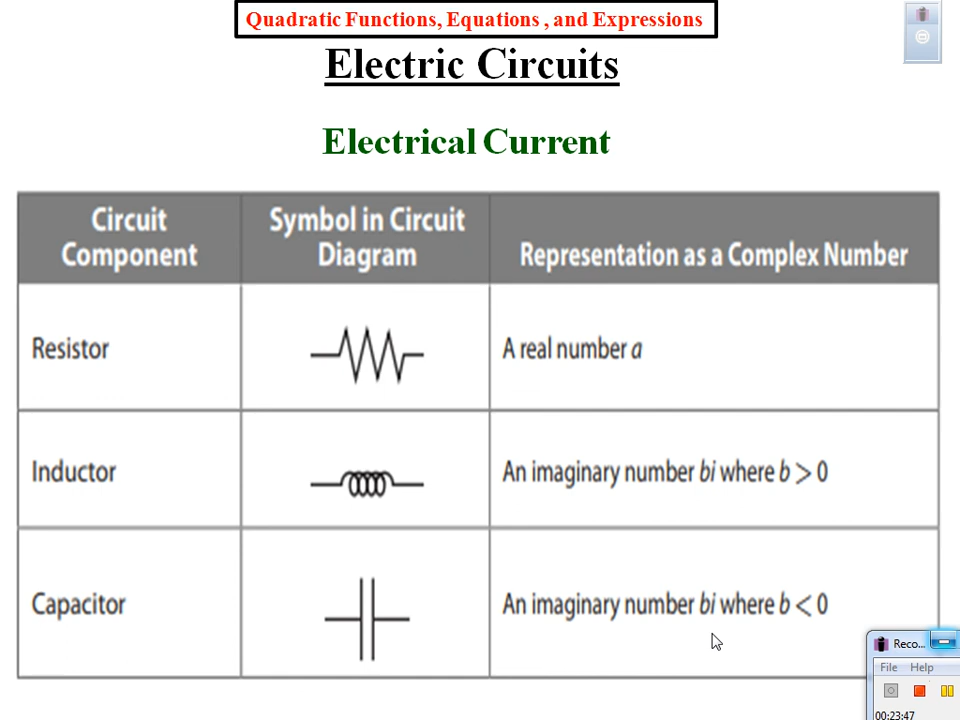 Quadratic Functions, Equations , and Expressions
Electric Circuits
Electrical Current
Circuit Component
Symbol in Circuit Diagram
Representation as a Complex Number
Resistor
A real number a
Inductor
An imaginary number bi where b > 0
Capacitor
An imaginary number bi where b < 0
Reco...
File Help
00:23:47